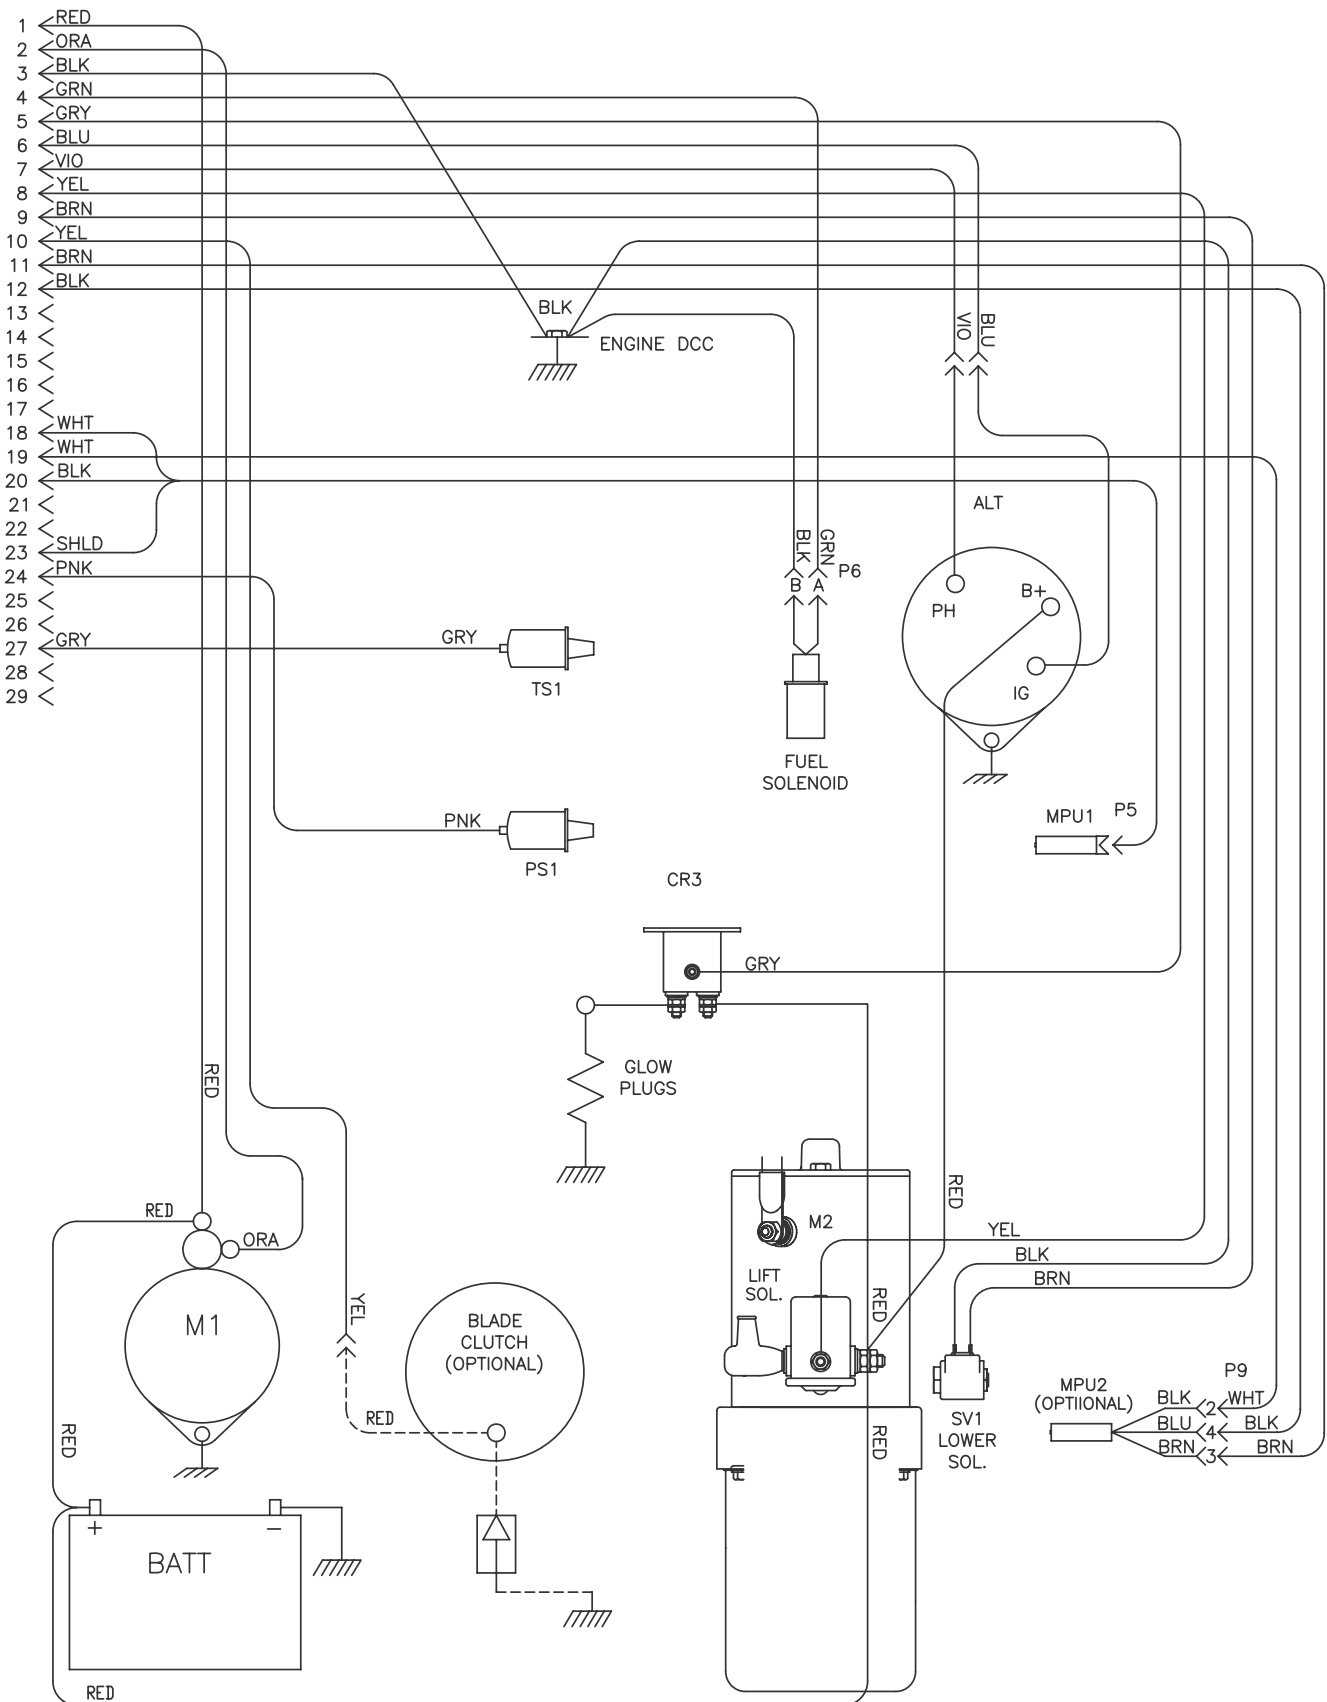 1 RED
2 ORA
3 BLK
4 GRN
5 GRY
6 BLU
7 VIO
8 YEL
9 BRN
10 YEL
11 BRN
12 BLK
13
14
15
16
17
18 WHT
19 WHT
20 BLK
21
22
23 SHLD
24 PNK
25
26
27 GRY
28
29
BLK
ENGINE DCC
VIO
BLU
ALT
BLK
GRN
P6
B A
PH
B+
IG
GRY
TS1
FUEL
SOLENOID
PNK
PS1
MPU1
P5
CR3
GRY
GLOW
PLUGS
RED
RED
ORA
M1
RED
YEL
RED
BLADE
CLUTCH
(OPTIONAL)
M2
LIFT
SOL.
RED
RED
RED
YEL
BLK
BRN
SV1
LOWER
SOL.
MPU2
(OPTIIONAL)
P9
BLK 2 WHT
BLU 4 BLK
BRN 3 BRN
+
−
BATT
RED